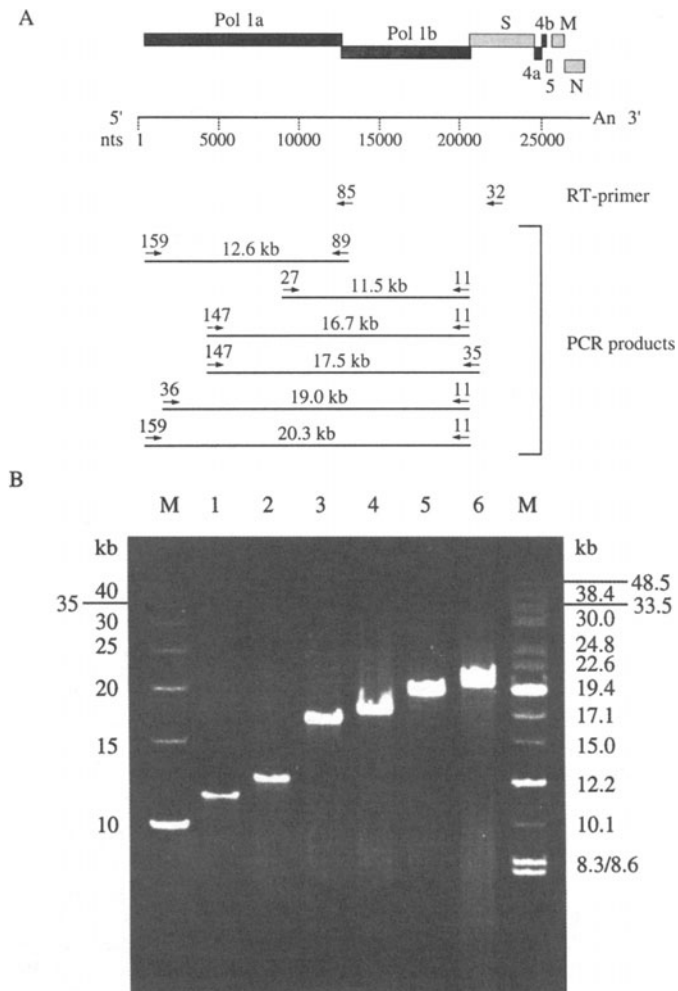 A
Pol 1a Pol 1b S 4b M
4a 5 N
5' An 3'
nts 1 5000 10000 15000 20000 25000
85 32 RT-primer
159 12.6 kb 89
27 11.5 kb 11
147 16.7 kb 11
PCR products
147 17.5 kb 35
36 19.0 kb 11
159 20.3 kb 11
B
M 1 2 3 4 5 6 M
kb kb
40 48.5
38.4
35 33.5
30 30.0
25 24.8
22.6
20 19.4
17.1
15 15.0
12.2
10 10.1
8.3/8.6